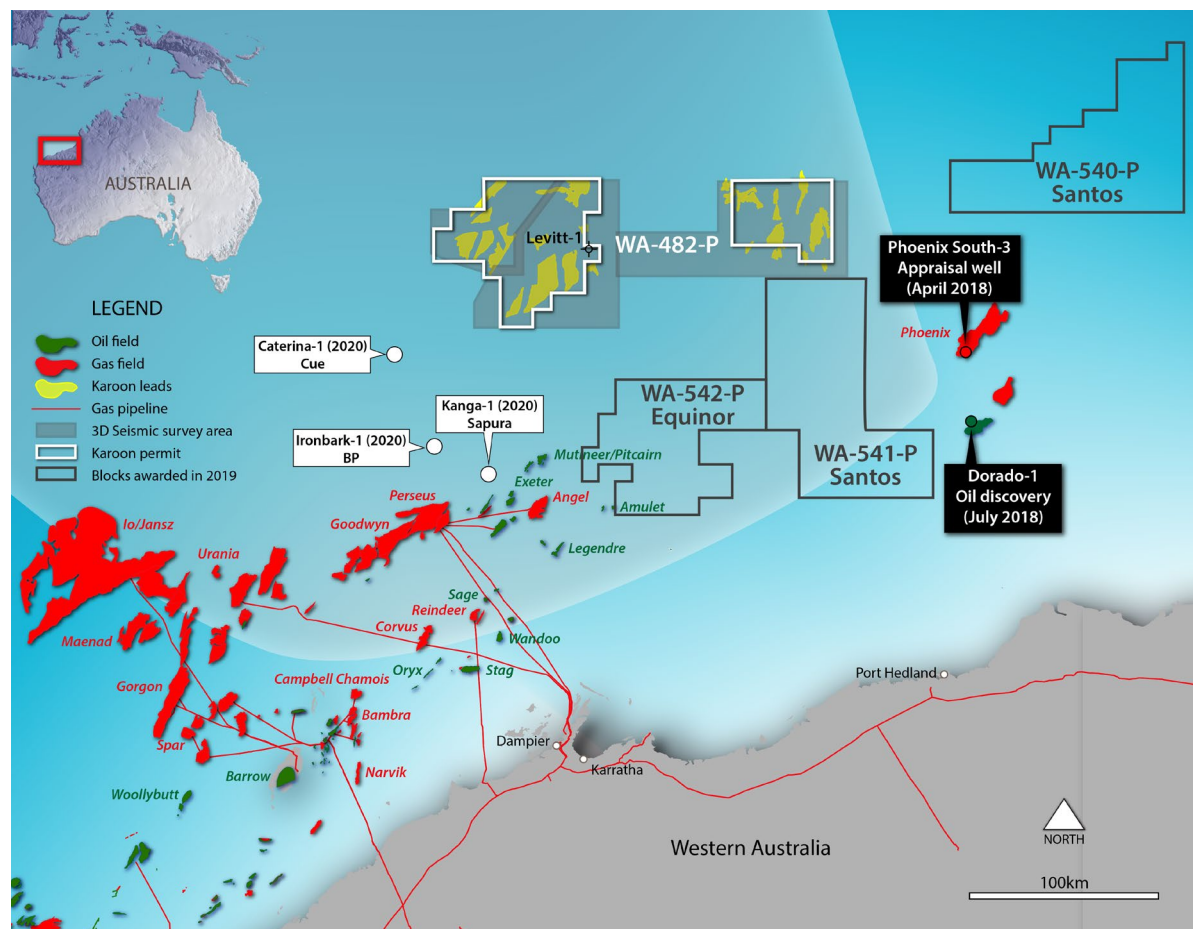 AUSTRALIA
WA-540-P
Santos
Levitt-1
WA-482-P
Phoenix South-3
Appraisal well
(April 2018)
Phoenix
LEGEND
Oil field
Gas field
Karoon leads
Gas pipeline
3D Seismic survey area
Karoon permit
Blocks awarded in 2019
Caterina-1 (2020)
Cue
Kanga-1 (2020)
Sapura
Ironbark-1 (2020)
BP
WA-542-P
Equinor
WA-541-P
Santos
Dorado-1
Oil discovery
(July 2018)
Mutineer/Pitcairn
Exeter
Perseus
Angel
Amulet
Goodwyn
Io/Jansz
Legendre
Urania
Sage
Reindeer
Corvus
Wandoo
Maenad
Oryx
Stag
Gorgon
Campbell Chamois
Bambra
Port Hedland
Spar
Dampier
Karratha
Barrow
Narvik
Woollybutt
Western Australia
NORTH
100km